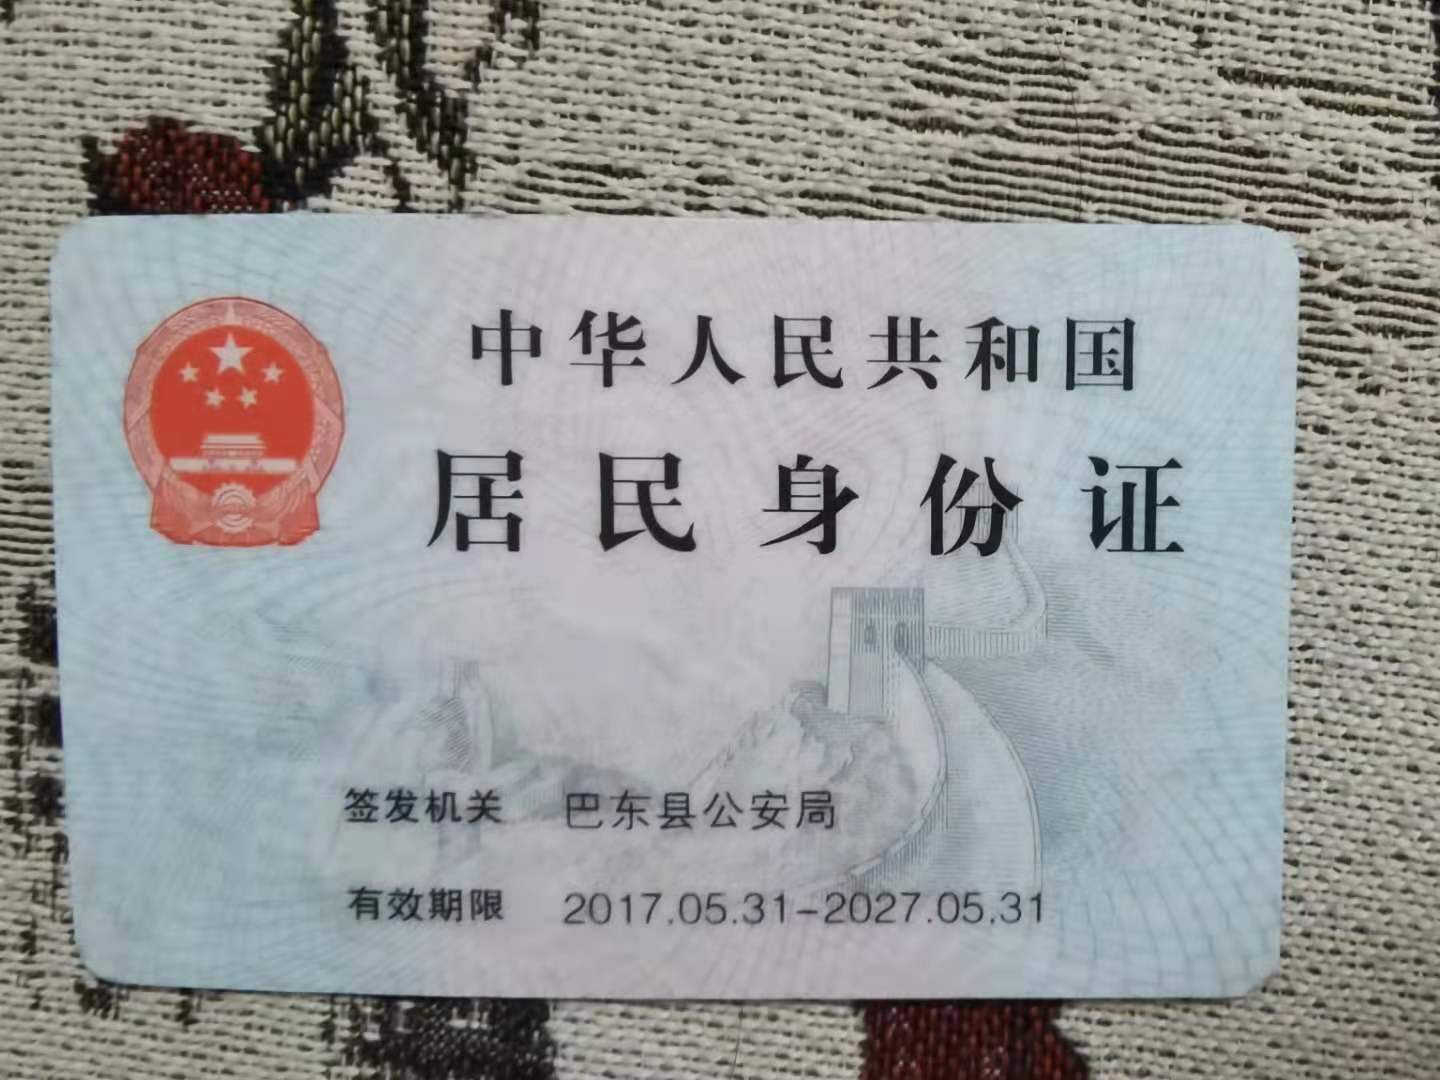 中华人民共和国
居民身份证
签发机关 巴东县公安局
有效期限 2017.05.31-2027.05.31